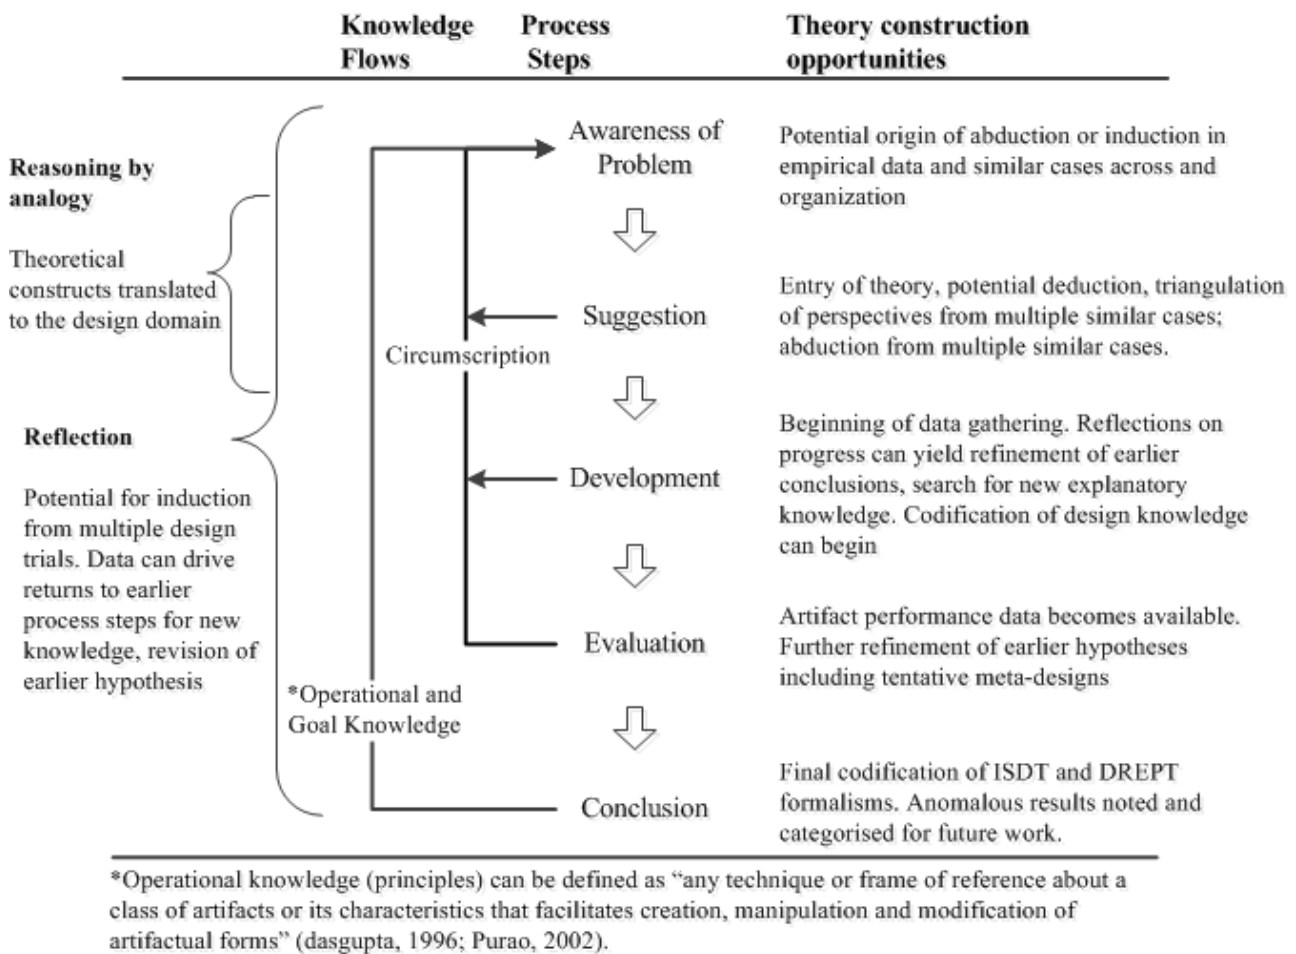 Knowledge Flows
Process Steps
Theory construction opportunities
Reasoning by
analogy
Theoretical
constructs translated
to the design domain
Reflection
Potential for induction
from multiple design
trials. Data can drive
returns to earlier
process steps for new
knowledge, revision of
earlier hypothesis
Circumscription
*Operational and
Goal Knowledge
Awareness of
Problem
Potential origin of abduction or induction in
empirical data and similar cases across and
organization
Suggestion
Entry of theory, potential deduction, triangulation
of perspectives from multiple similar cases;
abduction from multiple similar cases.
Development
Beginning of data gathering. Reflections on
progress can yield refinement of earlier
conclusions, search for new explanatory
knowledge. Codification of design knowledge
can begin
Evaluation
Artifact performance data becomes available.
Further refinement of earlier hypotheses
including tentative meta-designs
Conclusion
Final codification of ISDT and DREPT
formalisms. Anomalous results noted and
categorised for future work.
*Operational knowledge (principles) can be defined as “any technique or frame of reference about a
class of artifacts or its characteristics that facilitates creation, manipulation and modification of
artifactual forms” (dasgupta, 1996; Purao, 2002).